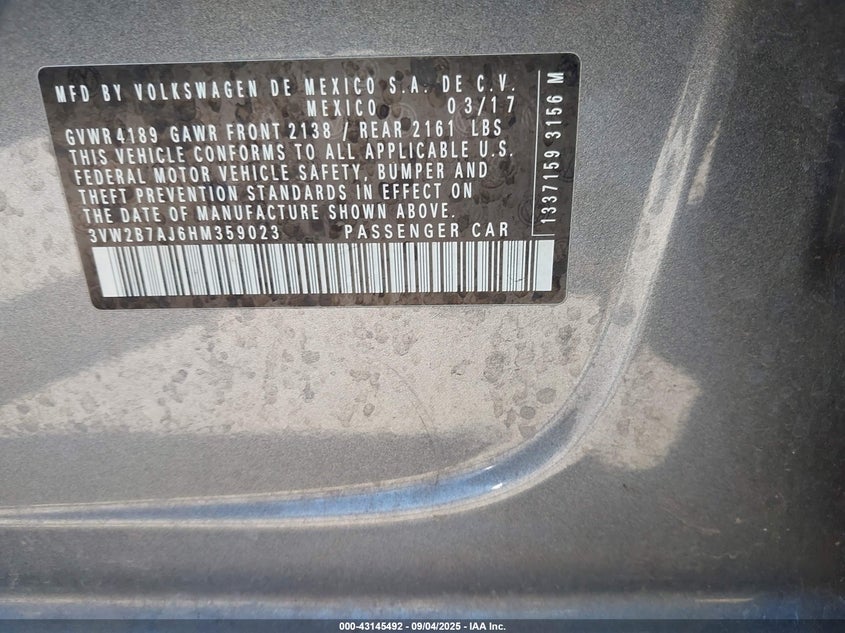 MFD BY VOLKSWAGEN DE MEXICO S.A. DE C.V.
MEXICO 03/17
GVWR 4189 GAWR FRONT 2138 / REAR 2161 LBS
THIS VEHICLE CONFORMS TO ALL APPLICABLE U.S.
FEDERAL MOTOR VEHICLE SAFETY, BUMPER AND
THEFT PREVENTION STANDARDS IN EFFECT ON
THE DATE OF MANUFACTURE SHOWN ABOVE.
3VW2B7AJ6HM359023 PASSENGER CAR
1337159 3156 M
000-43145492 - 09/04/2025 - IAA Inc.